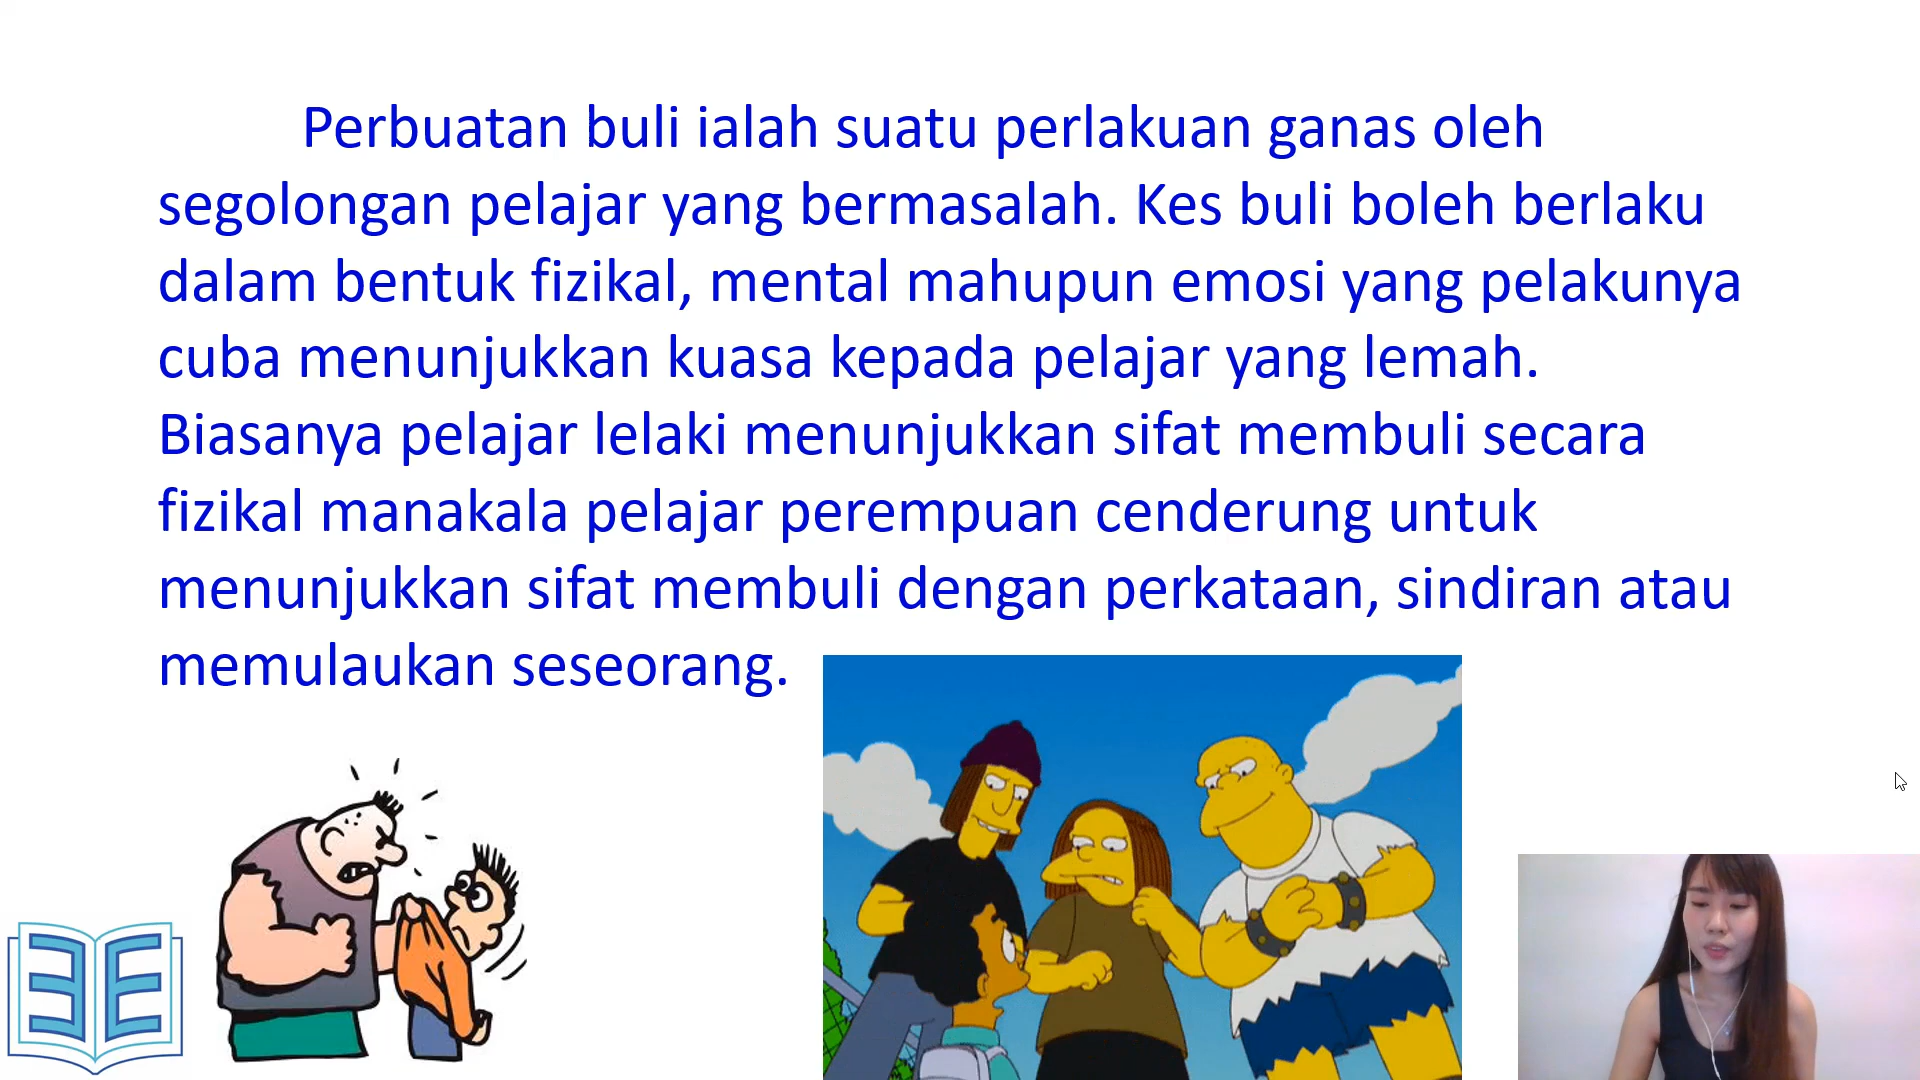 Perbuatan buli ialah suatu perlakuan ganas oleh
segolongan pelajar yang bermasalah. Kes buli boleh berlaku
dalam bentuk fizikal, mental mahupun emosi yang pelakunya
cuba menunjukkan kuasa kepada pelajar yang lemah.
Biasanya pelajar lelaki menunjukkan sifat membuli secara
fizikal manakala pelajar perempuan cenderung untuk
menunjukkan sifat membuli dengan perkataan, sindiran atau
memulaukan seseorang.